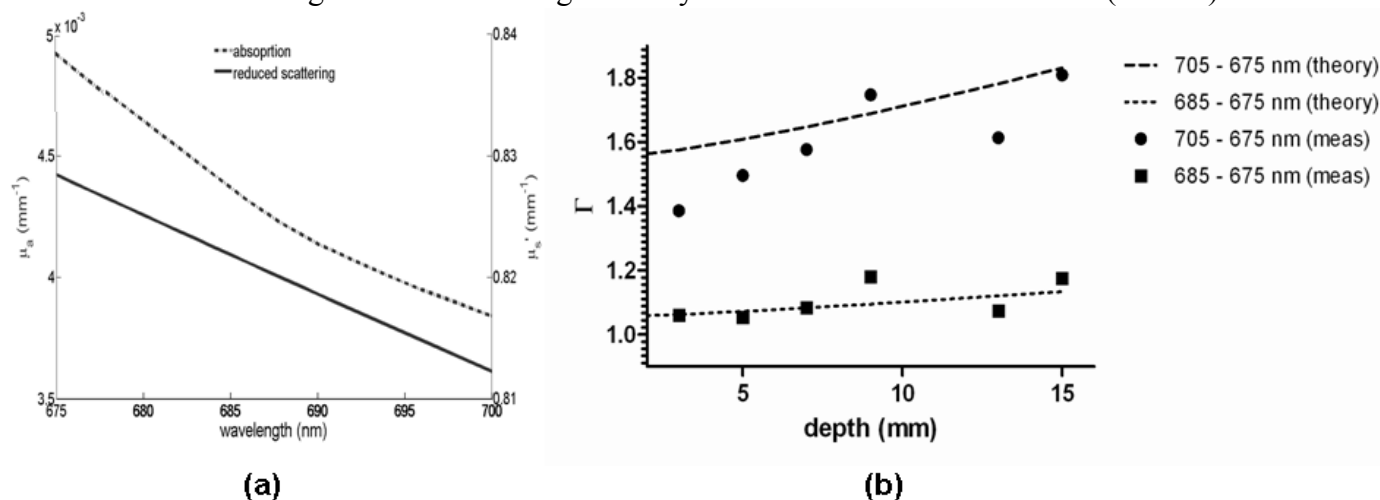 5 x 10⁻³
4.5
4
3.5
μa (mm⁻¹)
absoprtion
reduced scattering
0.84
0.83
0.82
0.81
μs' (mm⁻¹)
675 680 685 690 695 700
wavelength (nm)
(a)
1.8
1.6
1.4
1.2
1.0
Γ
5 10 15
depth (mm)
705 - 675 nm (theory)
685 - 675 nm (theory)
705 - 675 nm (meas)
685 - 675 nm (meas)
(b)